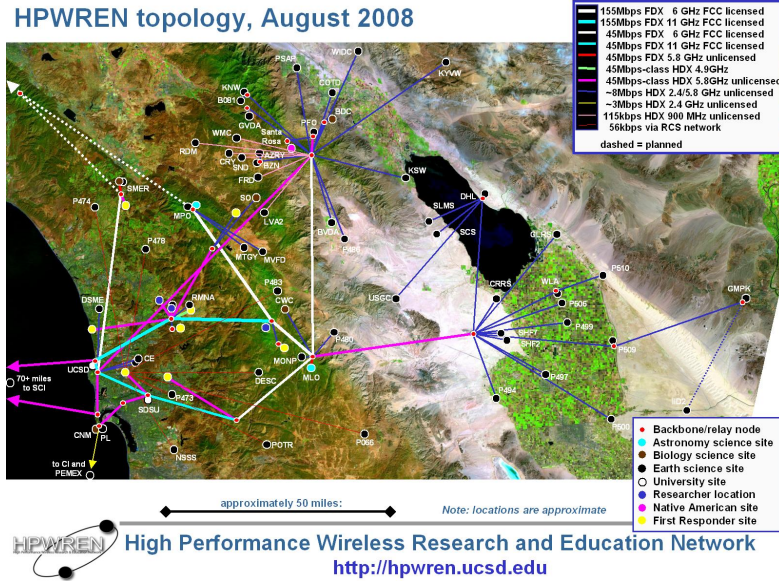 HPWREN topology, August 2008
155Mbps FDX 6 GHz FCC licensed
155Mbps FDX 11 GHz FCC licensed
45Mbps FDX 6 GHz FCC licensed
45Mbps FDX 11 GHz FCC licensed
45Mbps FDX 5.8 GHz unlicensed
45Mbps-class HDX 4.9GHz
45Mbps-class HDX 5.8GHz unlicensed
~8Mbps HDX 2.4/5.8 GHz unlicensed
~3Mbps HDX 2.4 GHz unlicensed
115kbps HDX 900 MHz unlicensed
56kbps via RCS network
dashed = planned
WIDC
PSAP
KYVW
KNW
COTD
B081
BDC
GVDA
PFO
WMC
Santa
Rosa
RDM
AZRY
CRY
SND
BZN
KSW
FRD
SMER
SO
DHL
P474
MPO
LVA2
SLMS
BVDA
SCS
GLRS
P478
P486
MTGY
MVFD
P510
P483
CRRS
WLA
USGC
GMPK
DSME
RMNA
CWC
P506
P499
P480
SHF1
SHF2
P509
CE
MONP
UCSD
MLO
70+ miles
to SCI
DESC
P497
P473
P494
SDSU
P500
CNM
PL
P066
POTR
NSSS
to CI and
PEMEX
Backbone/relay node
Astronomy science site
Biology science site
Earth science site
University site
Researcher location
Native American site
First Responder site
approximately 50 miles:
Note: locations are approximate
HPWREN
High Performance Wireless Research and Education Network
http://hpwren.ucsd.edu